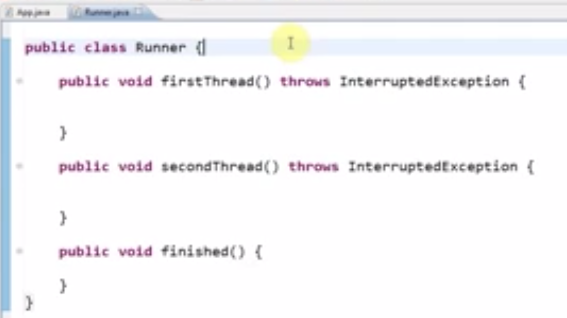 App.java Runner.java
public class Runner {
public void firstThread() throws InterruptedException {
}
public void secondThread() throws InterruptedException {
}
public void finished() {
}
}